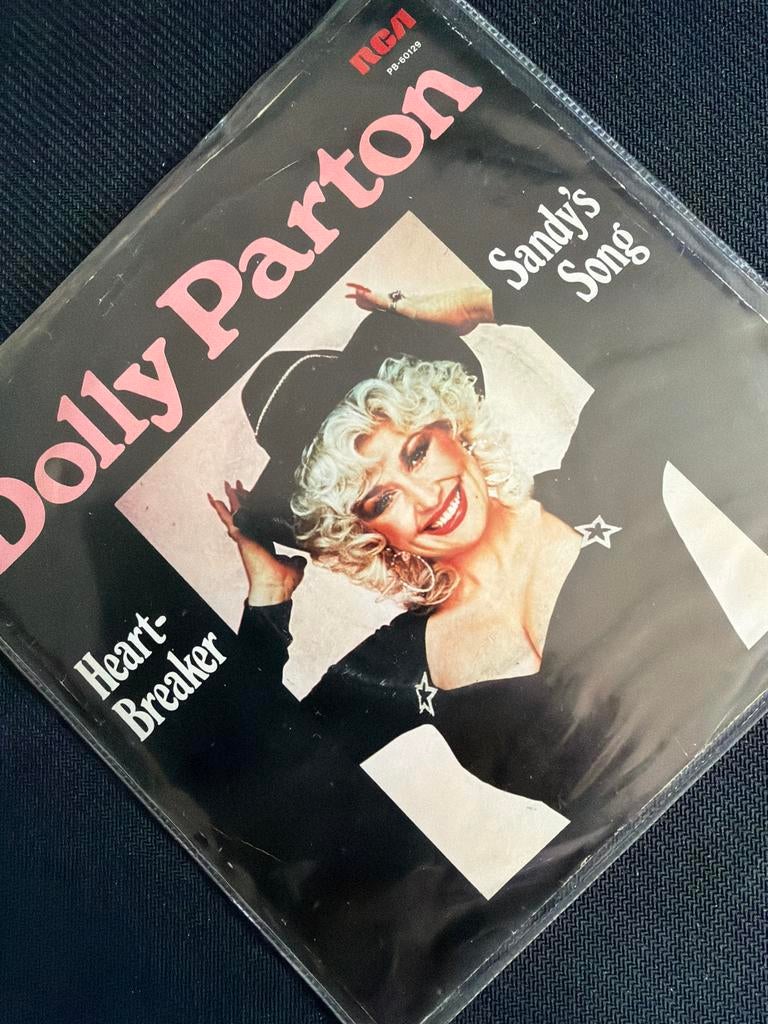 RCA
PB-60129
Dolly Parton
Sandy's
Song
Heart-
Breaker